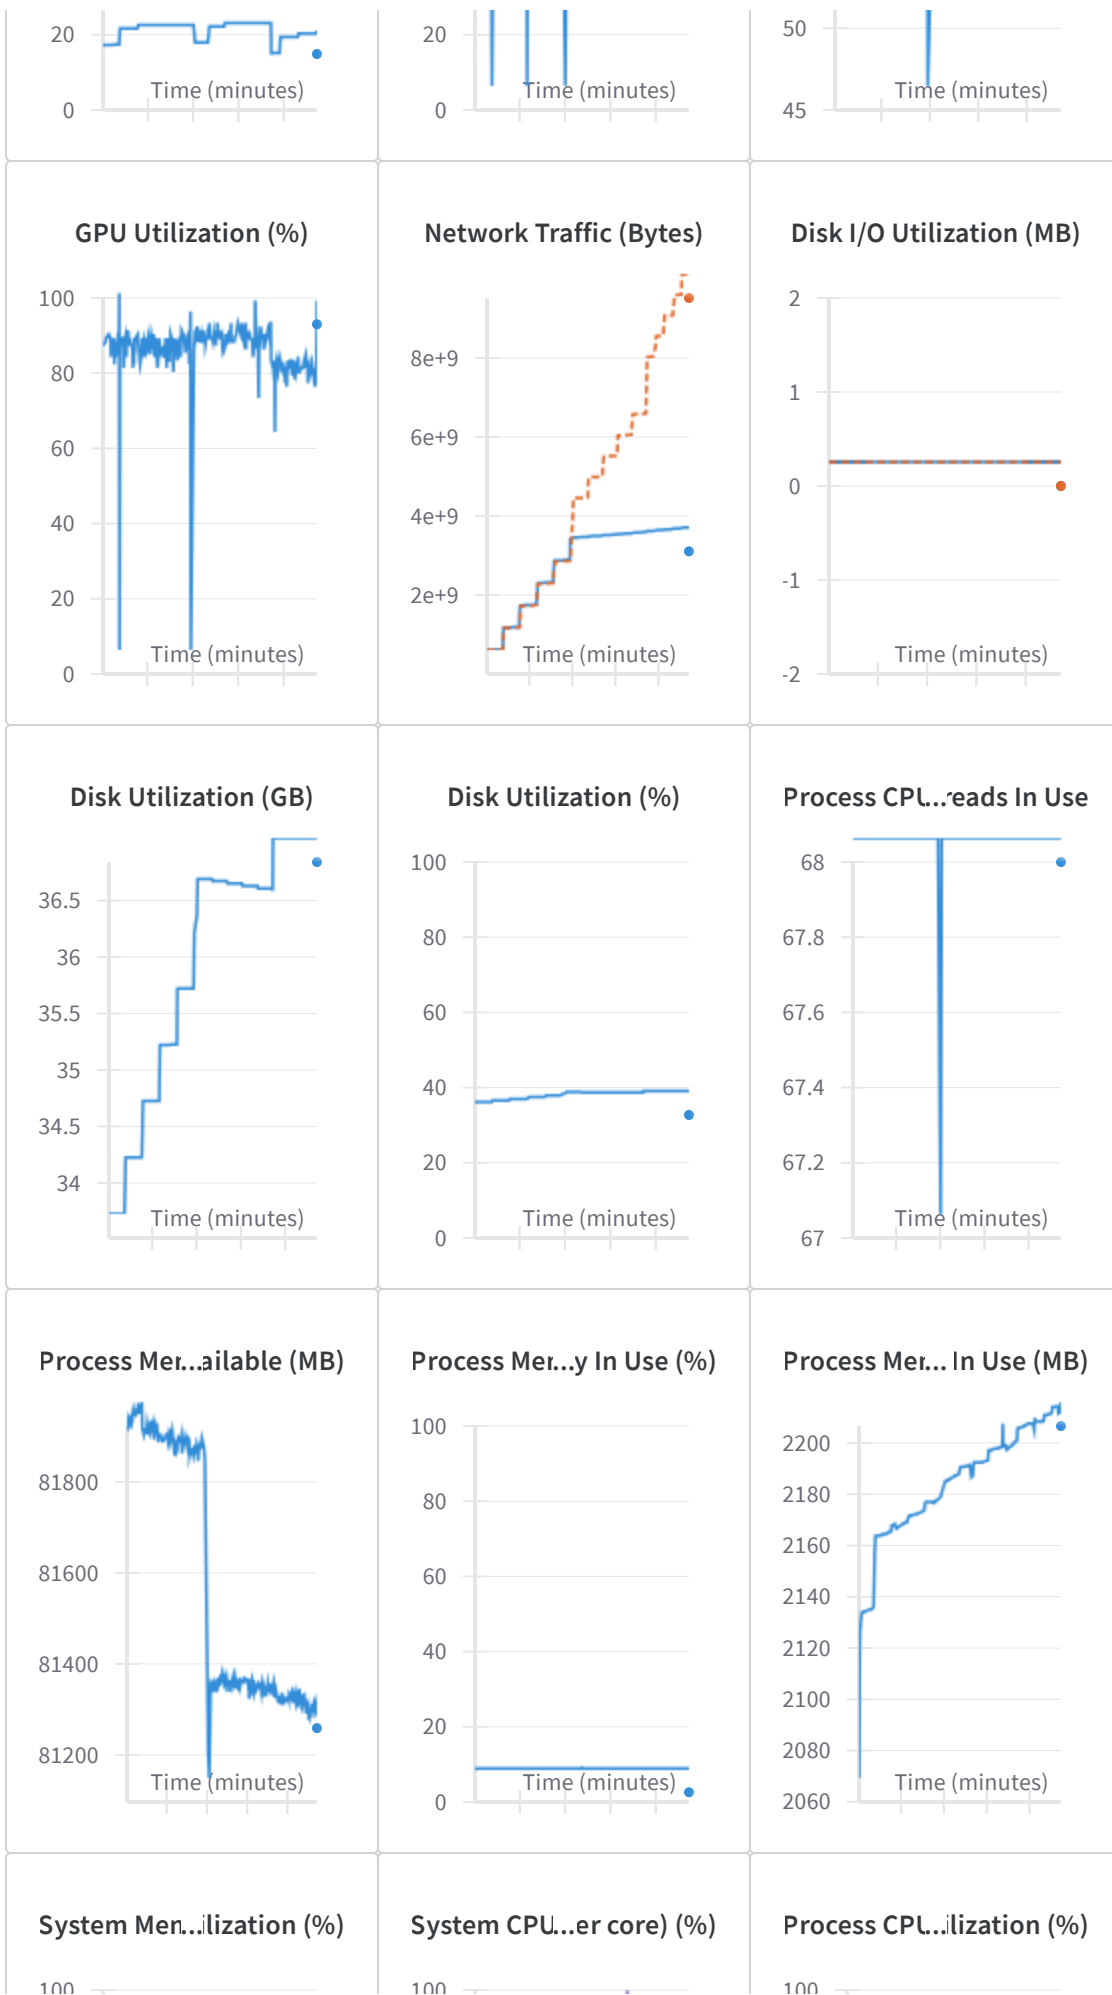 20
Time (minutes)
0
20
Time (minutes)
0
50
Time (minutes)
45
GPU Utilization (%)
100
80
60
40
20
Time (minutes)
0
Network Traffic (Bytes)
8e+9
6e+9
4e+9
2e+9
Time (minutes)
Disk I/O Utilization (MB)
2
1
0
-1
Time (minutes)
-2
Disk Utilization (GB)
36.5
36
35.5
35
34.5
34
Time (minutes)
Disk Utilization (%)
100
80
60
40
20
Time (minutes)
0
Process CPU...reads In Use
68
67.8
67.6
67.4
67.2
Time (minutes)
67
Process Mer...ailable (MB)
81800
81600
81400
81200
Time (minutes)
Process Mer...y In Use (%)
100
80
60
40
20
Time (minutes)
0
Process Mer... In Use (MB)
2200
2180
2160
2140
2120
2100
2080
Time (minutes)
2060
System Men...ilization (%)
100
System CPU...er core) (%)
100
Process CPU...ilization (%)
100